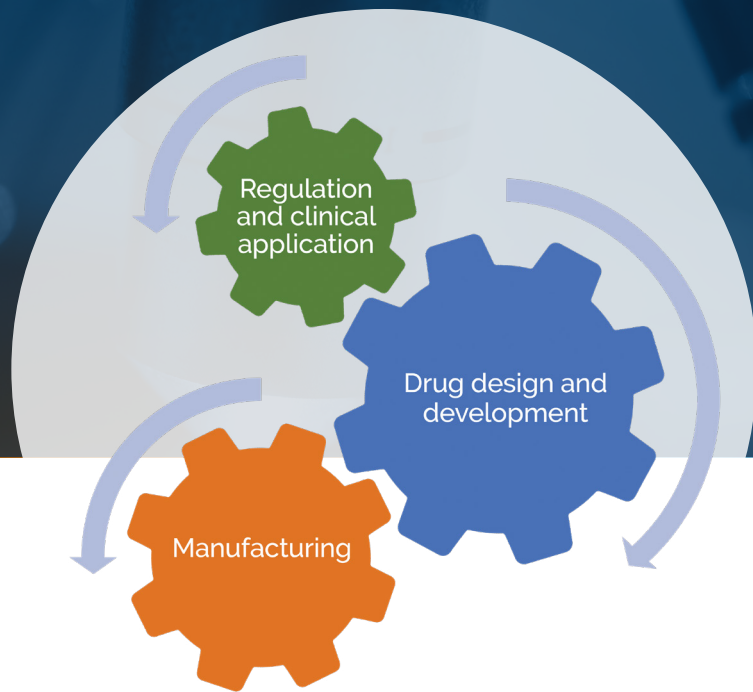 Regulation
and clinical
application
Drug design and
development
Manufacturing